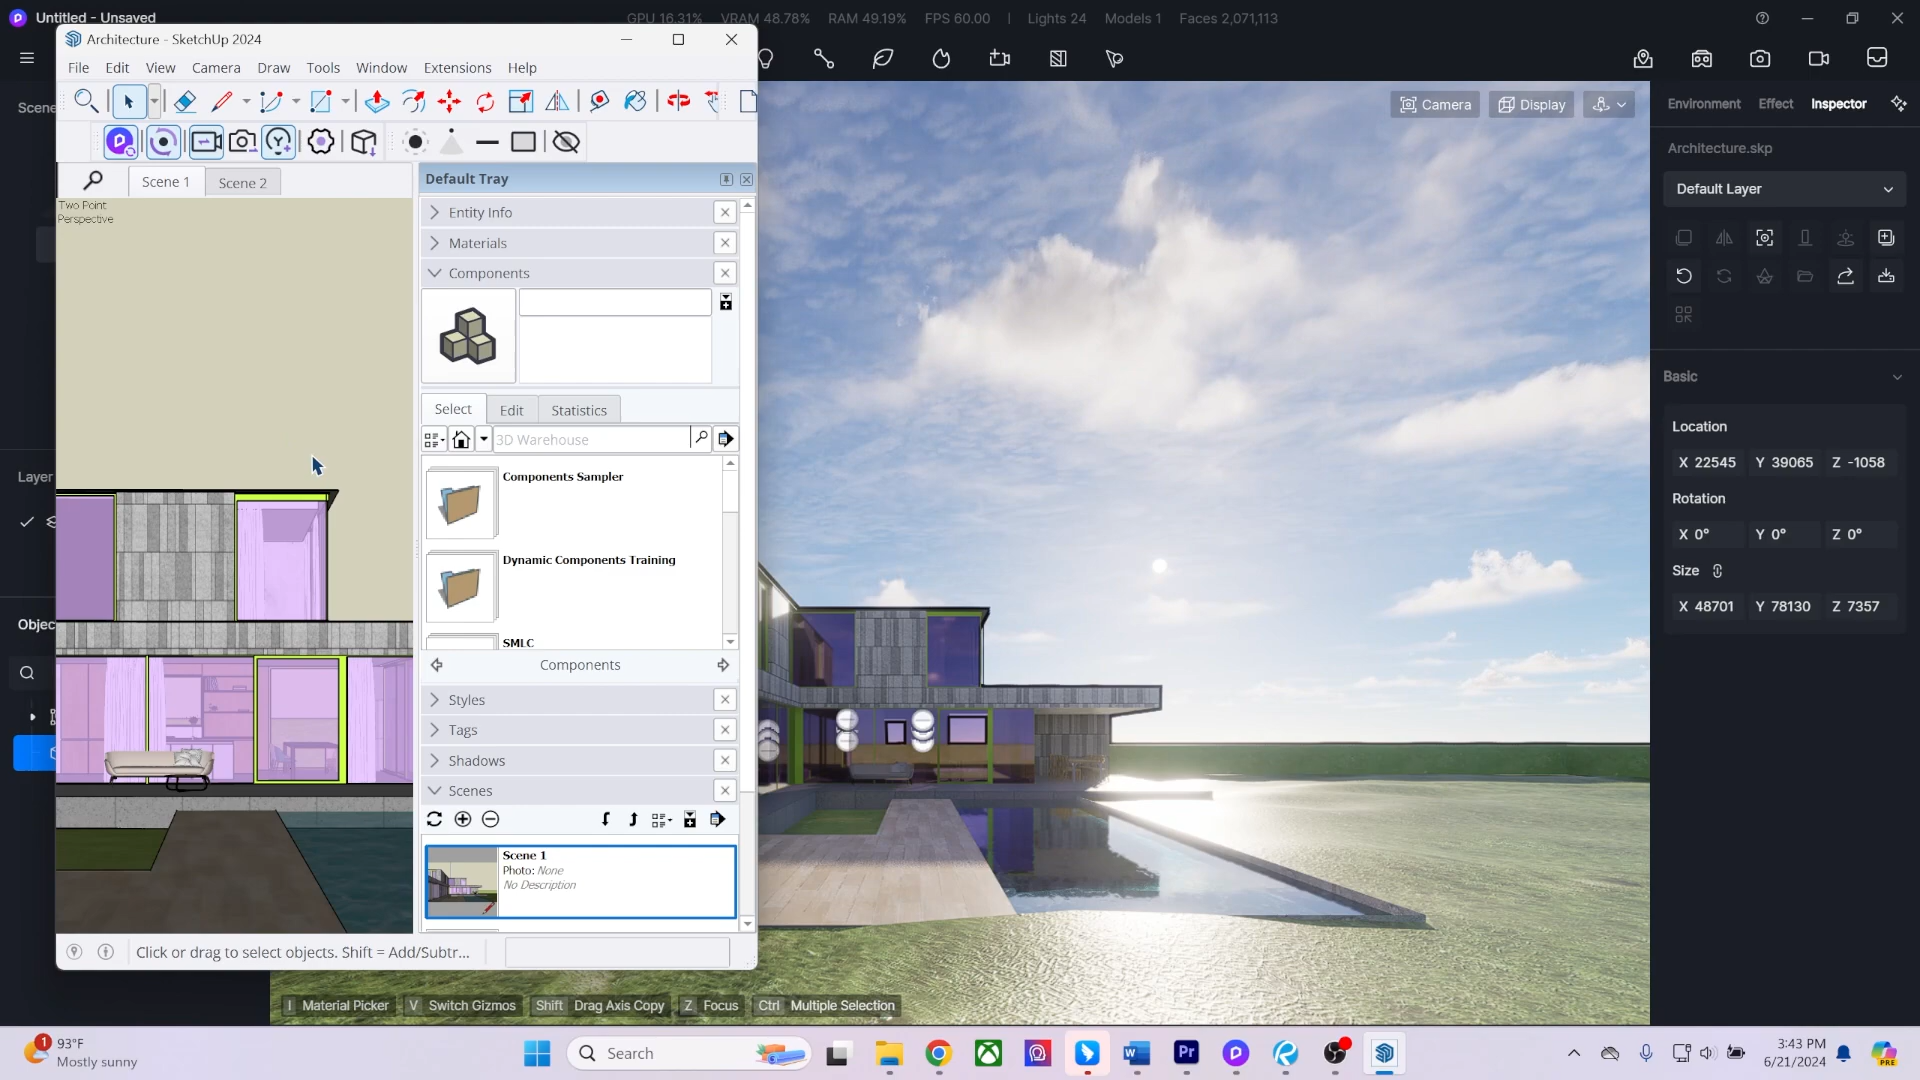 Untitled - Unsaved
GPU 16.31% VRAM 48.78% RAM 49.19% FPS 60.00 | Lights 24 Models 1 Faces 2,071,113
Architecture - SketchUp 2024
File Edit View Camera Draw Tools Window Extensions Help
Scene 1 Scene 2
Two Point
Perspective
Default Tray
Entity Info
Materials
Components
Select Edit Statistics
3D Warehouse
Components Sampler
Dynamic Components Training
SMLC
Components
Styles
Tags
Shadows
Scenes
Scene 1
Photo: None
No Description
Click or drag to select objects. Shift = Add/Subtr...
Scene
Layer
Objec
Camera Display
Environment Effect Inspector
Architecture.skp
Default Layer
Basic
Location
X 22545 Y 39065 Z -1058
Rotation
X 0° Y 0° Z 0°
Size
X 48701 Y 78130 Z 7357
I Material Picker V Switch Gizmos Shift Drag Axis Copy Z Focus Ctrl Multiple Selection
1
93°F
Mostly sunny
Search
W
Pr
3:43 PM
6/21/2024
PRE